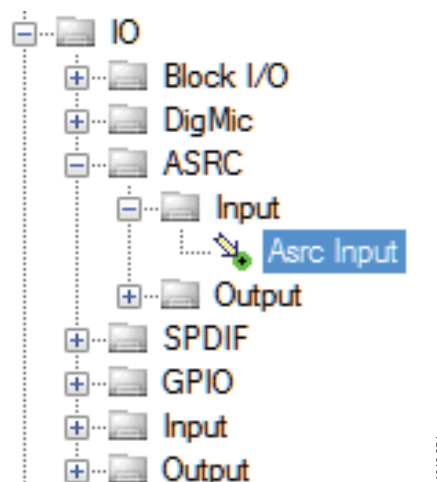 IO
Block I/O
DigMic
ASRC
Input
Asrc Input
Output
SPDIF
GPIO
Input
Output